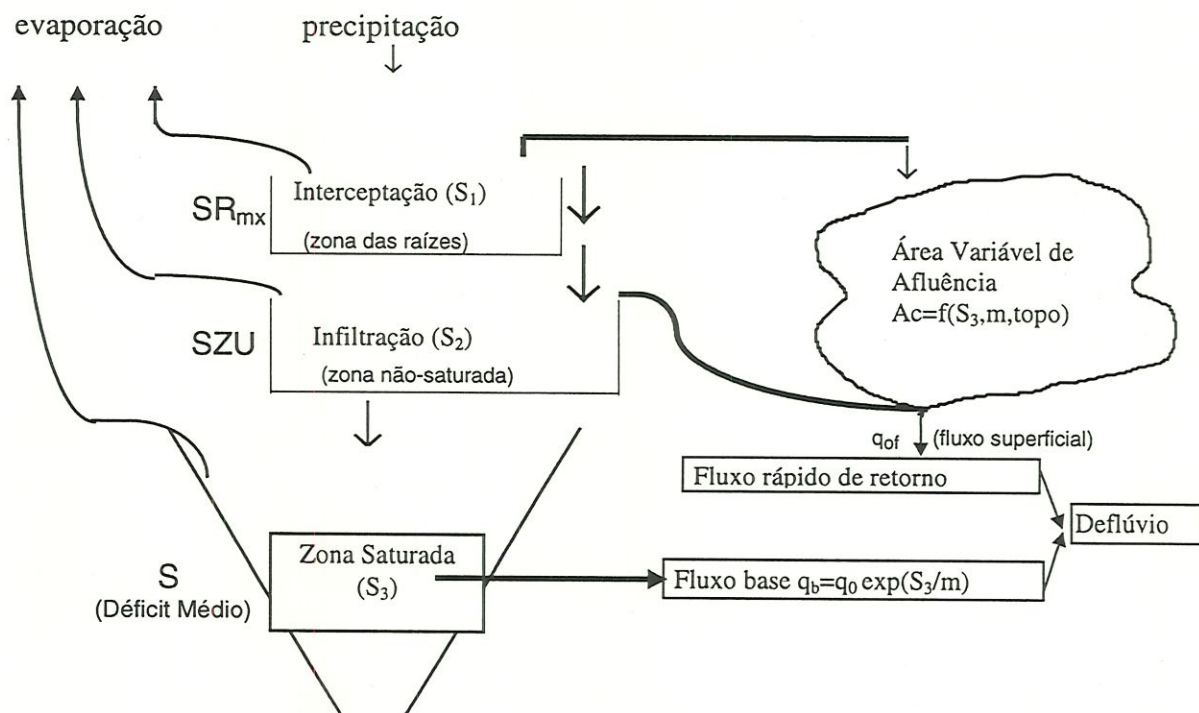 evaporação
precipitação
Interceptação (S₁)
SRmx
(zona das raízes)
Área Variável de
Afluência
Ac=f(S₃,m,topo)
SZU
Infiltração (S₂)
(zona não-saturada)
qof (fluxo superficial)
Fluxo rápido de retorno
Deflúvio
Zona Saturada
(S₃)
S
(Déficit Médio)
Fluxo base qb=q₀ exp(S₃/m)